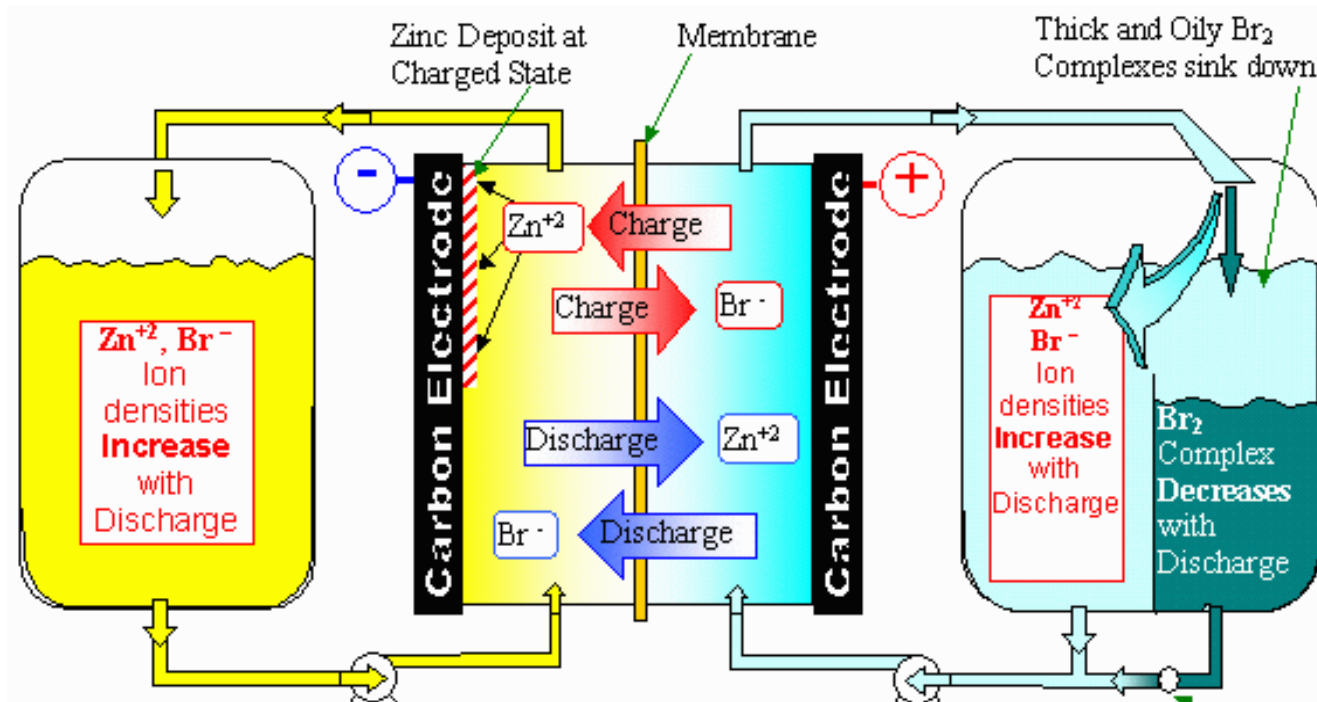 Zinc Deposit at
Charged State
Membrane
Thick and Oily Br₂
Complexes sink down
-
+
Carbon Electrode
Carbon Electrode
Zn⁺²
Charge
Charge
Br⁻
Discharge
Zn⁺²
Br⁻
Discharge
Zn⁺², Br⁻
Ion
densities
Increase
with
Discharge
Zn⁺²
Br⁻
Ion
densities
Increase
with
Discharge
Br₂
Complex
Decreases
with
Discharge